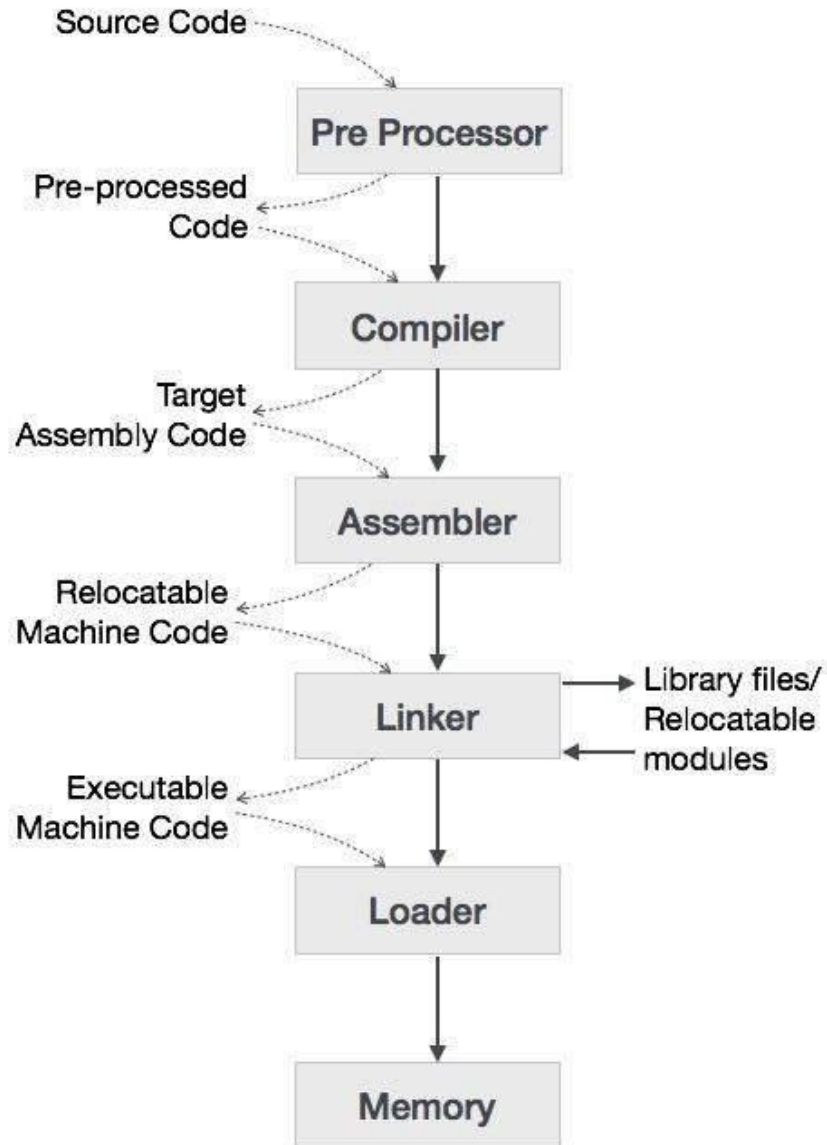 Source Code
Pre Processor
Pre-processed
Code
Compiler
Target
Assembly Code
Assembler
Relocatable
Machine Code
Linker
Library files/
Relocatable
modules
Executable
Machine Code
Loader
Memory